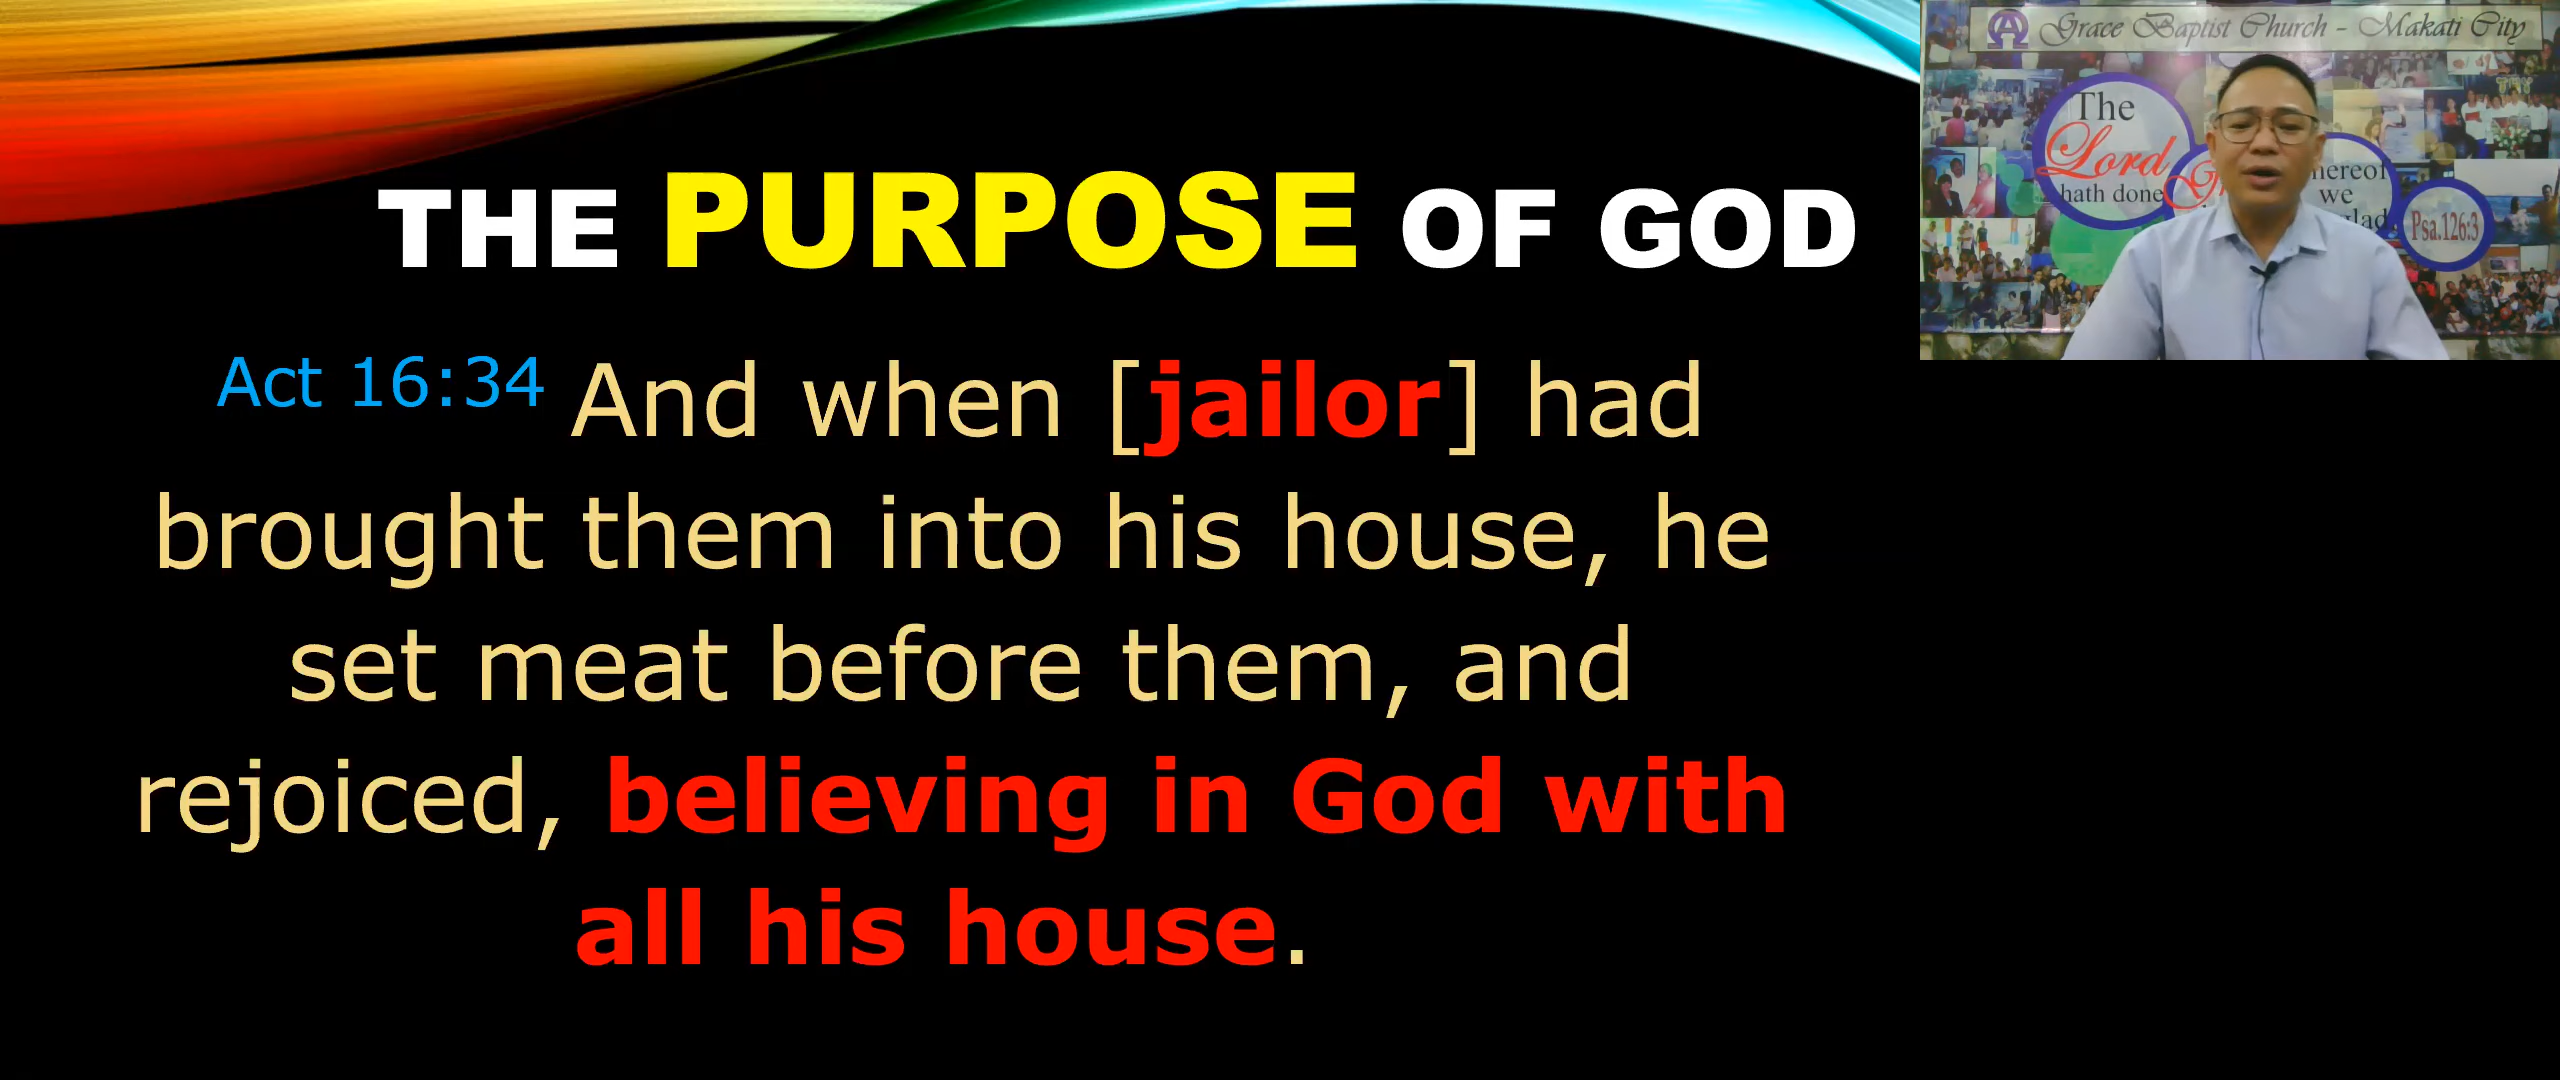 THE PURPOSE OF GOD
Act 16:34 And when [jailor] had
brought them into his house, he
set meat before them, and
rejoiced, believing in God with
all his house.
Grace Baptist Church - Makati City
The
Lord
hath done
we
Psa.126:3